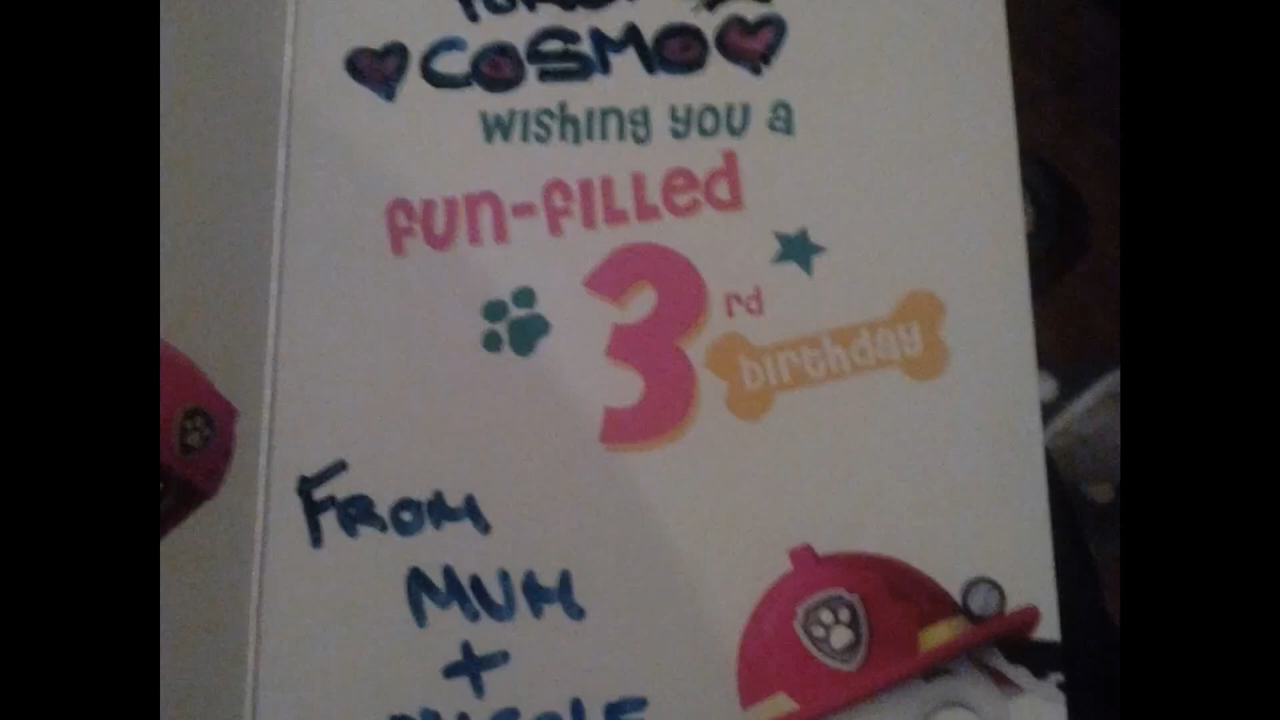 COSMO
wishing you a
fun-filled
3rd
birthday
FROM
MUM
+